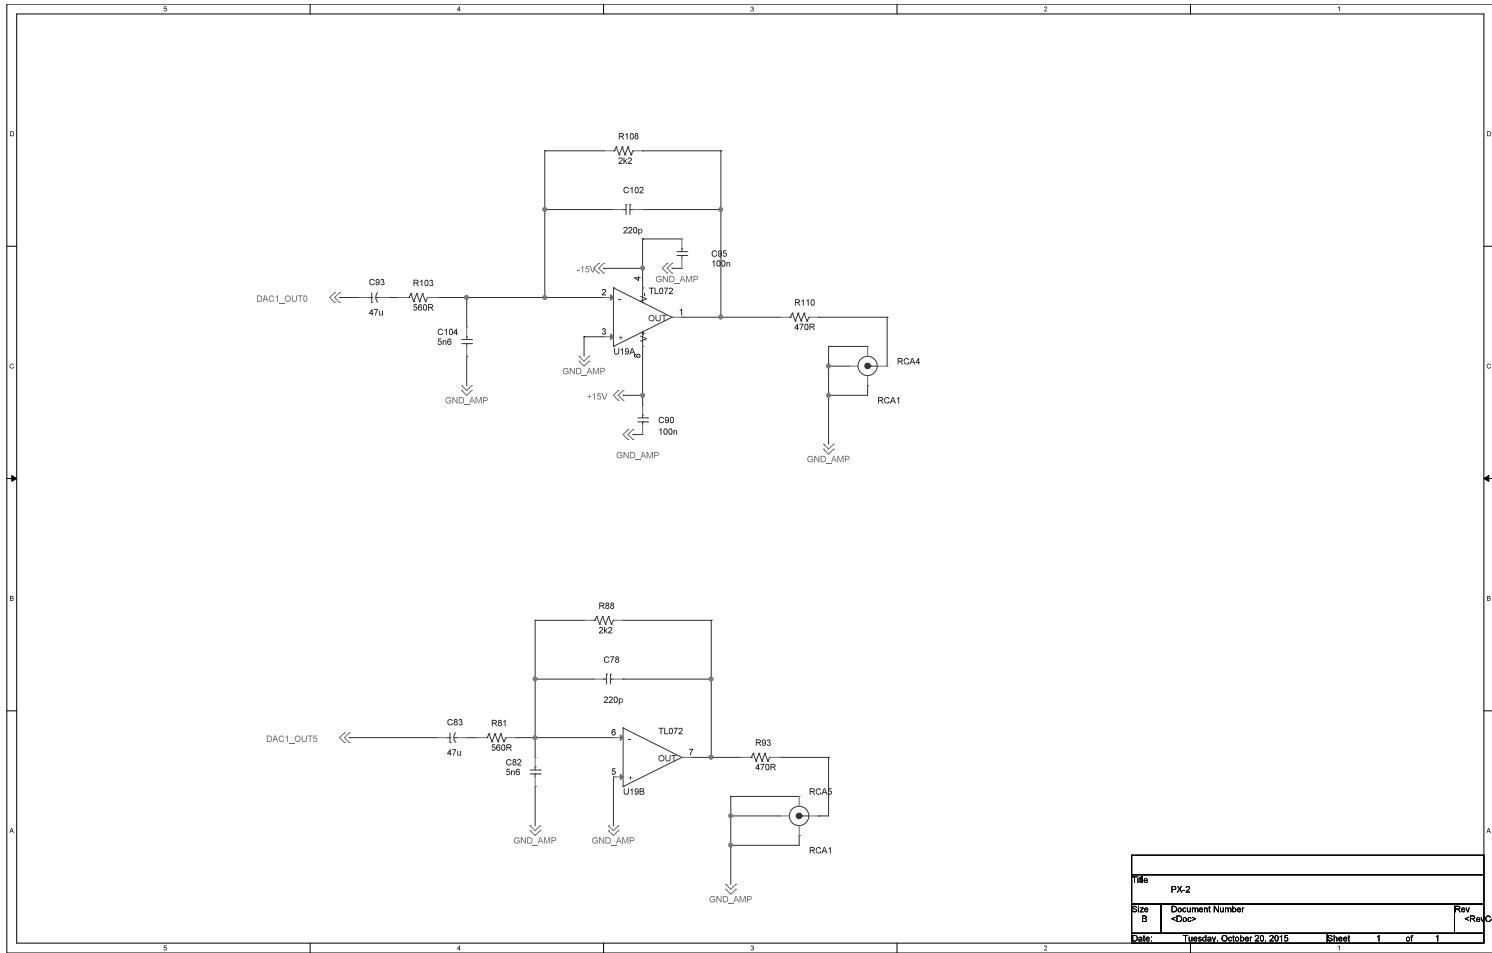 5 4 3 2 1
D D
R108
2k2
C102
220p
C95
100n
-15V
GND_AMP
4
V-
TL072
C93
R103
DAC1_OUT0
47u
560R
2
-
1
OUT
R110
470R
C104
5n6
3
+
V+
U19A
8
GND_AMP
GND_AMP
C C
RCA4
RCA1
+15V
C90
100n
GND_AMP
GND_AMP
B B
R88
2k2
C78
220p
C83
R81
DAC1_OUT5
47u
560R
6
-
TL072
OUT
7
R93
470R
C82
5n6
5
+
U19B
RCA5
RCA1
GND_AMP
GND_AMP
GND_AMP
A A
Title
PX-2
Size Document Number Rev
B <Doc> <RevC
Date: Tuesday, October 20, 2015 Sheet 1 of 1
5 4 3 2 1